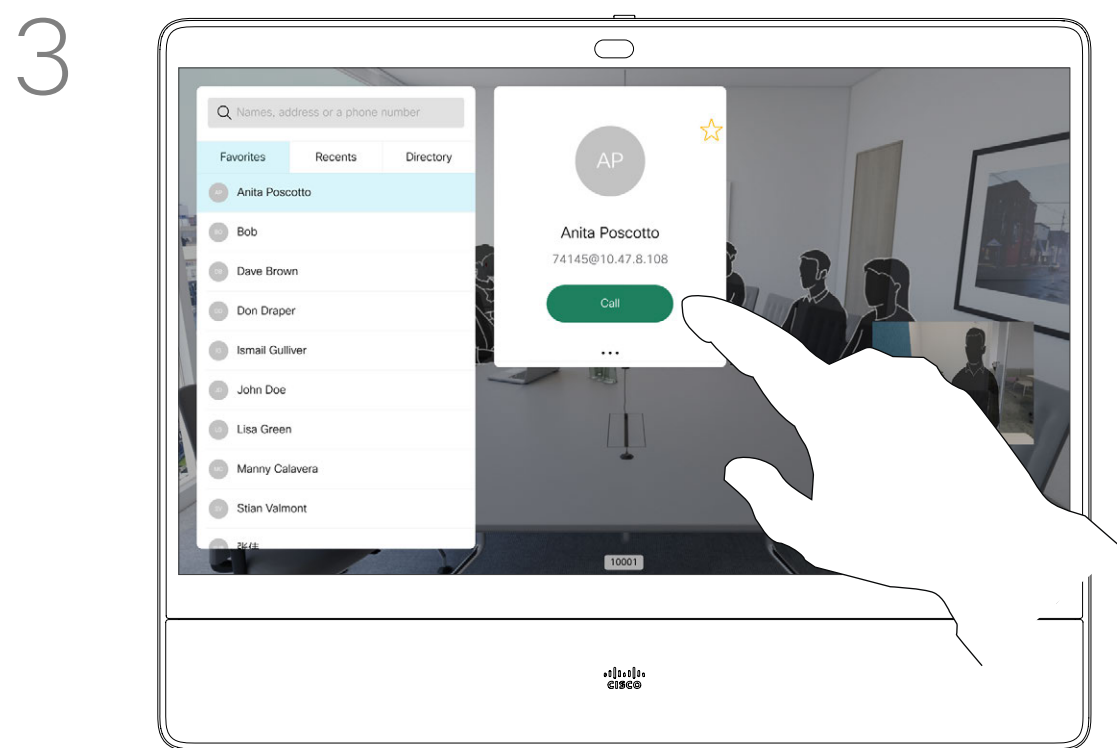 3
Names, address or a phone number
Favorites Recents Directory
Anita Poscotto
Bob
Dave Brown
Don Draper
Ismail Gulliver
John Doe
Lisa Green
Manny Calavera
Stian Valmont
AP
Anita Poscotto
74145@10.47.8.108
Call
10001
CISCO